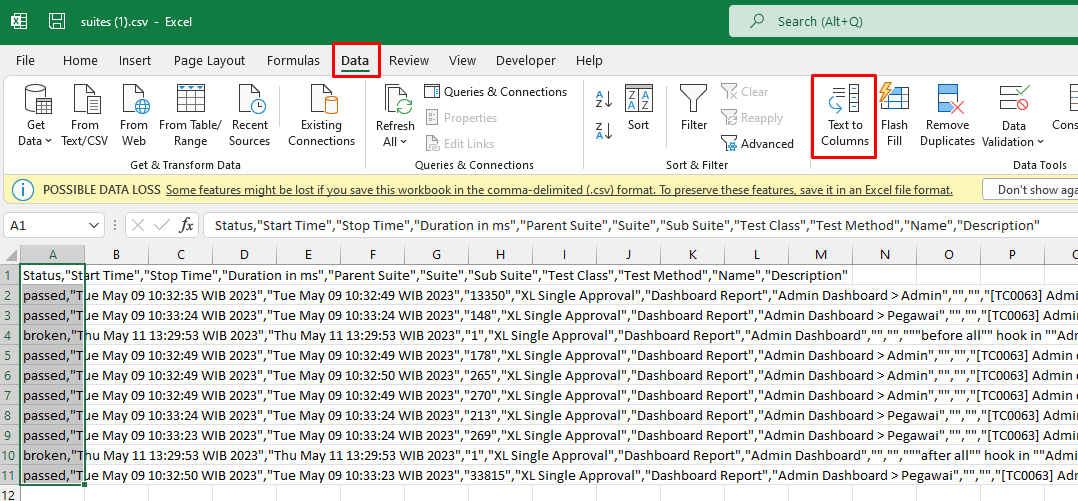 suites (1).csv - Excel
Search (Alt+Q)
File Home Insert Page Layout Formulas Data Review View Developer Help
Get Data
From Text/CSV
From Web
From Table/ Range
Recent Sources
Existing Connections
Get & Transform Data
Refresh All
Queries & Connections
Properties
Edit Links
Queries & Connections
Sort
Filter
Clear
Reapply
Advanced
Sort & Filter
Text to Columns
Flash Fill
Remove Duplicates
Data Validation
Cons
Data Tools
POSSIBLE DATA LOSS Some features might be lost if you save this workbook in the comma-delimited (.csv) format. To preserve these features, save it in an Excel file format. Don't show aga
A1 fx Status,"Start Time","Stop Time","Duration in ms","Parent Suite","Suite","Sub Suite","Test Class","Test Method","Name","Description"
A B C D E F G H I J K L M N O P
1 Status,"Start Time","Stop Time","Duration in ms","Parent Suite","Suite","Sub Suite","Test Class","Test Method","Name","Description"
2 passed,"Tue May 09 10:32:35 WIB 2023","Tue May 09 10:32:49 WIB 2023","13350","XL Single Approval","Dashboard Report","Admin Dashboard > Admin","","","[TC0063] Admi
3 passed,"Tue May 09 10:33:24 WIB 2023","Tue May 09 10:33:24 WIB 2023","148","XL Single Approval","Dashboard Report","Admin Dashboard > Pegawai","","","[TC0063] Adm
4 broken,"Thu May 11 13:29:53 WIB 2023","Thu May 11 13:29:53 WIB 2023","1","XL Single Approval","Dashboard Report","Admin Dashboard","","","","""before all"" hook in ""Adm
5 passed,"Tue May 09 10:32:49 WIB 2023","Tue May 09 10:32:49 WIB 2023","178","XL Single Approval","Dashboard Report","Admin Dashboard > Admin","","","[TC0063] Admin d
6 passed,"Tue May 09 10:32:49 WIB 2023","Tue May 09 10:32:50 WIB 2023","265","XL Single Approval","Dashboard Report","Admin Dashboard > Admin","","","[TC0063] Admin d
7 passed,"Tue May 09 10:32:49 WIB 2023","Tue May 09 10:32:49 WIB 2023","270","XL Single Approval","Dashboard Report","Admin Dashboard > Admin","","","[TC0063] Admin d
8 passed,"Tue May 09 10:33:24 WIB 2023","Tue May 09 10:33:24 WIB 2023","213","XL Single Approval","Dashboard Report","Admin Dashboard > Pegawai","","","[TC0063] Adm
9 passed,"Tue May 09 10:33:23 WIB 2023","Tue May 09 10:33:24 WIB 2023","269","XL Single Approval","Dashboard Report","Admin Dashboard > Pegawai","","","[TC0063] Adm
10 broken,"Thu May 11 13:29:53 WIB 2023","Thu May 11 13:29:53 WIB 2023","1","XL Single Approval","Dashboard Report","Admin Dashboard","","","","""after all"" hook in ""Admi
11 passed,"Tue May 09 10:32:50 WIB 2023","Tue May 09 10:33:23 WIB 2023","33815","XL Single Approval","Dashboard Report","Admin Dashboard > Pegawai","","","[TC0063] Ad
12